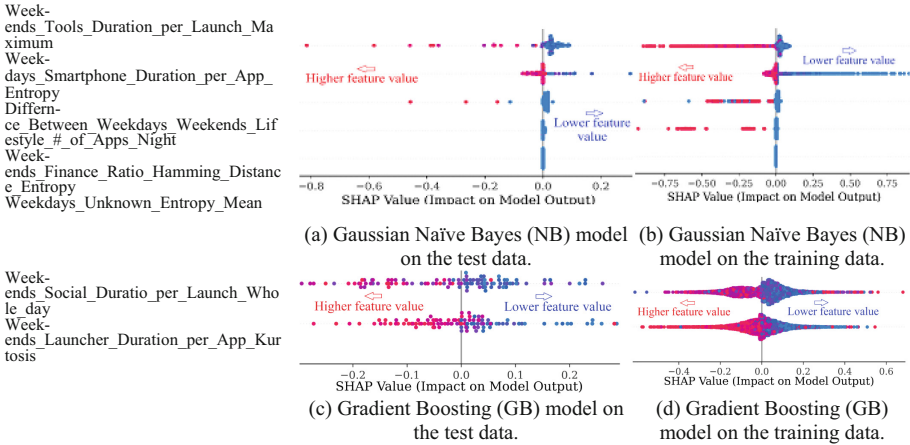 Week-
ends_Tools_Duration_per_Launch_Ma
ximum
Week-
days_Smartphone_Duration_per_App_
Entropy
Differn-
ce_Between_Weekdays_Weekends_Lif
estyle_#_of_Apps_Night
Week-
ends_Finance_Ratio_Hamming_Distanc
e_Entropy
Weekdays_Unknown_Entropy_Mean
Higher feature value
Lower feature
value
−0.8 −0.6 −0.4 −0.2 0.0 0.2
SHAP Value (Impact on Model Output)
(a) Gaussian Naïve Bayes (NB) model
on the test data.
Lower feature value
Higher feature value
−0.75 −0.50 −0.25 0.00 0.25 0.50 0.75
SHAP Value (Impact on Model Output)
(b) Gaussian Naïve Bayes (NB)
model on the training data.
Week-
ends_Social_Duratio_per_Launch_Who
le_day
Week-
ends_Launcher_Duration_per_App_Kur
tosis
Higher feature value
Lower feature value
−0.2 −0.1 0.0 0.1 0.2
SHAP Value (Impact on Model Output)
(c) Gradient Boosting (GB) model on
the test data.
Higher feature value
Lower feature value
−0.4 −0.2 0.0 0.2 0.4 0.6
SHAP Value (Impact on Model Output)
(d) Gradient Boosting (GB)
model on the training data.